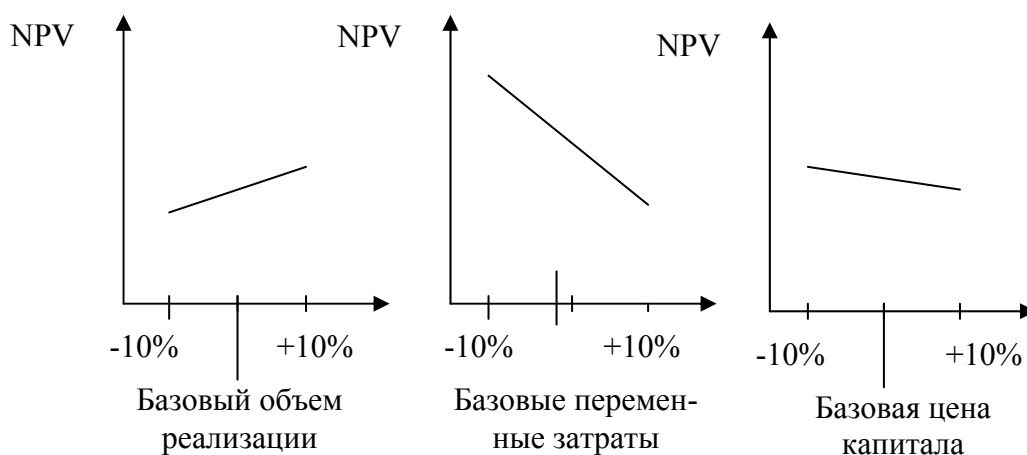 NPV
-10%
+10%
Базовый объем
реализации
NPV
-10%
+10%
Базовые перемен-
ные затраты
NPV
-10%
+10%
Базовая цена
капитала